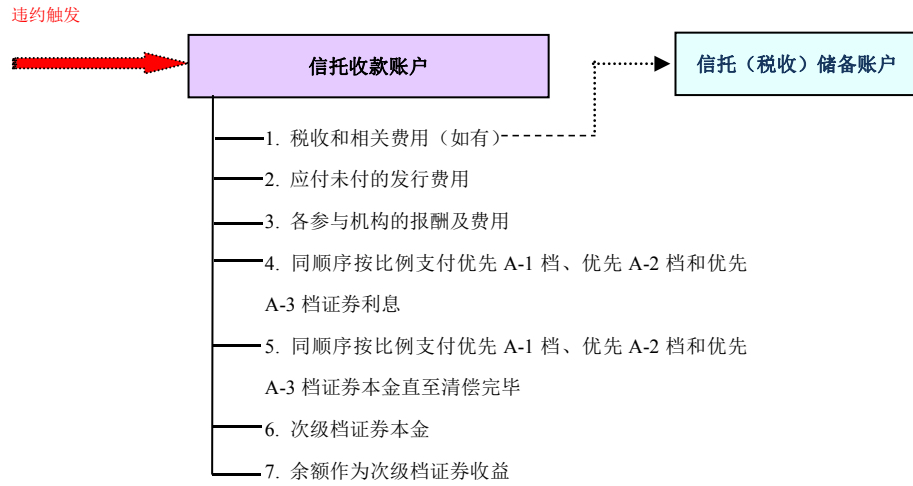 违约触发
信托收款账户
信托（税收）储备账户
1. 税收和相关费用（如有）
2. 应付未付的发行费用
3. 各参与机构的报酬及费用
4. 同顺序按比例支付优先 A-1 档、优先 A-2 档和优先
A-3 档证券利息
5. 同顺序按比例支付优先 A-1 档、优先 A-2 档和优先
A-3 档证券本金直至清偿完毕
6. 次级档证券本金
7. 余额作为次级档证券收益